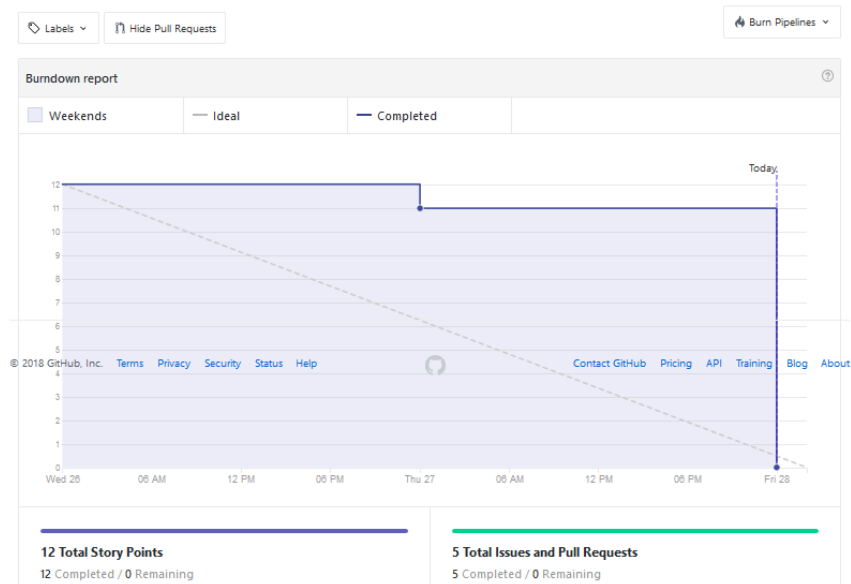 Labels
Hide Pull Requests
Burn Pipelines
Burndown report
Weekends
Ideal
Completed
Today
12
11
10
9
8
7
6
5
© 2018 GitHub, Inc. Terms Privacy Security Status Help Contact GitHub Pricing API Training Blog About
4
3
2
1
0
Wed 26 06 AM 12 PM 06 PM Thu 27 06 AM 12 PM 06 PM Fri 28
12 Total Story Points
12 Completed / 0 Remaining
5 Total Issues and Pull Requests
5 Completed / 0 Remaining